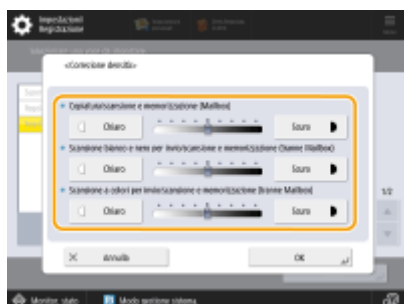 Impostazioni/
Registrazione
<Correzione densità>
Copiatura/scansione e memorizzazione (Mailbox)
Chiaro
Scuro
Scansione bianco e nero per invio/scansione e memorizzazione (tranne Mailbox)
Chiaro
Scuro
Scansione a colori per invio/scansione e memorizzazione (tranne Mailbox)
Chiaro
Scuro
1/2
Annulla
OK
Monitor stato
Modo gestione sistema